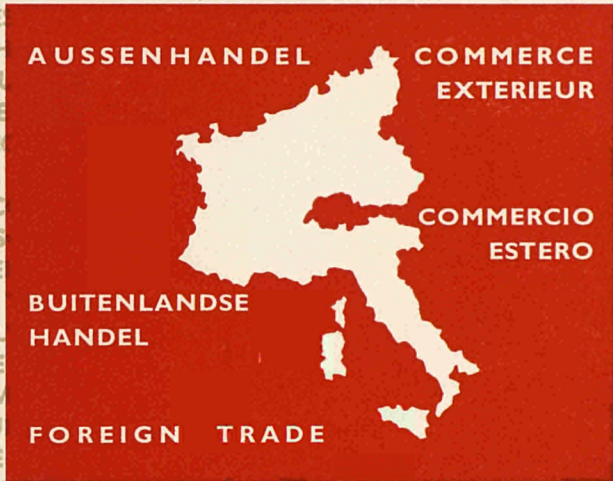 AUSSENHANDEL
COMMERCE
EXTERIEUR
COMMERCIO
ESTERO
BUITENLANDSE
HANDEL
FOREIGN TRADE